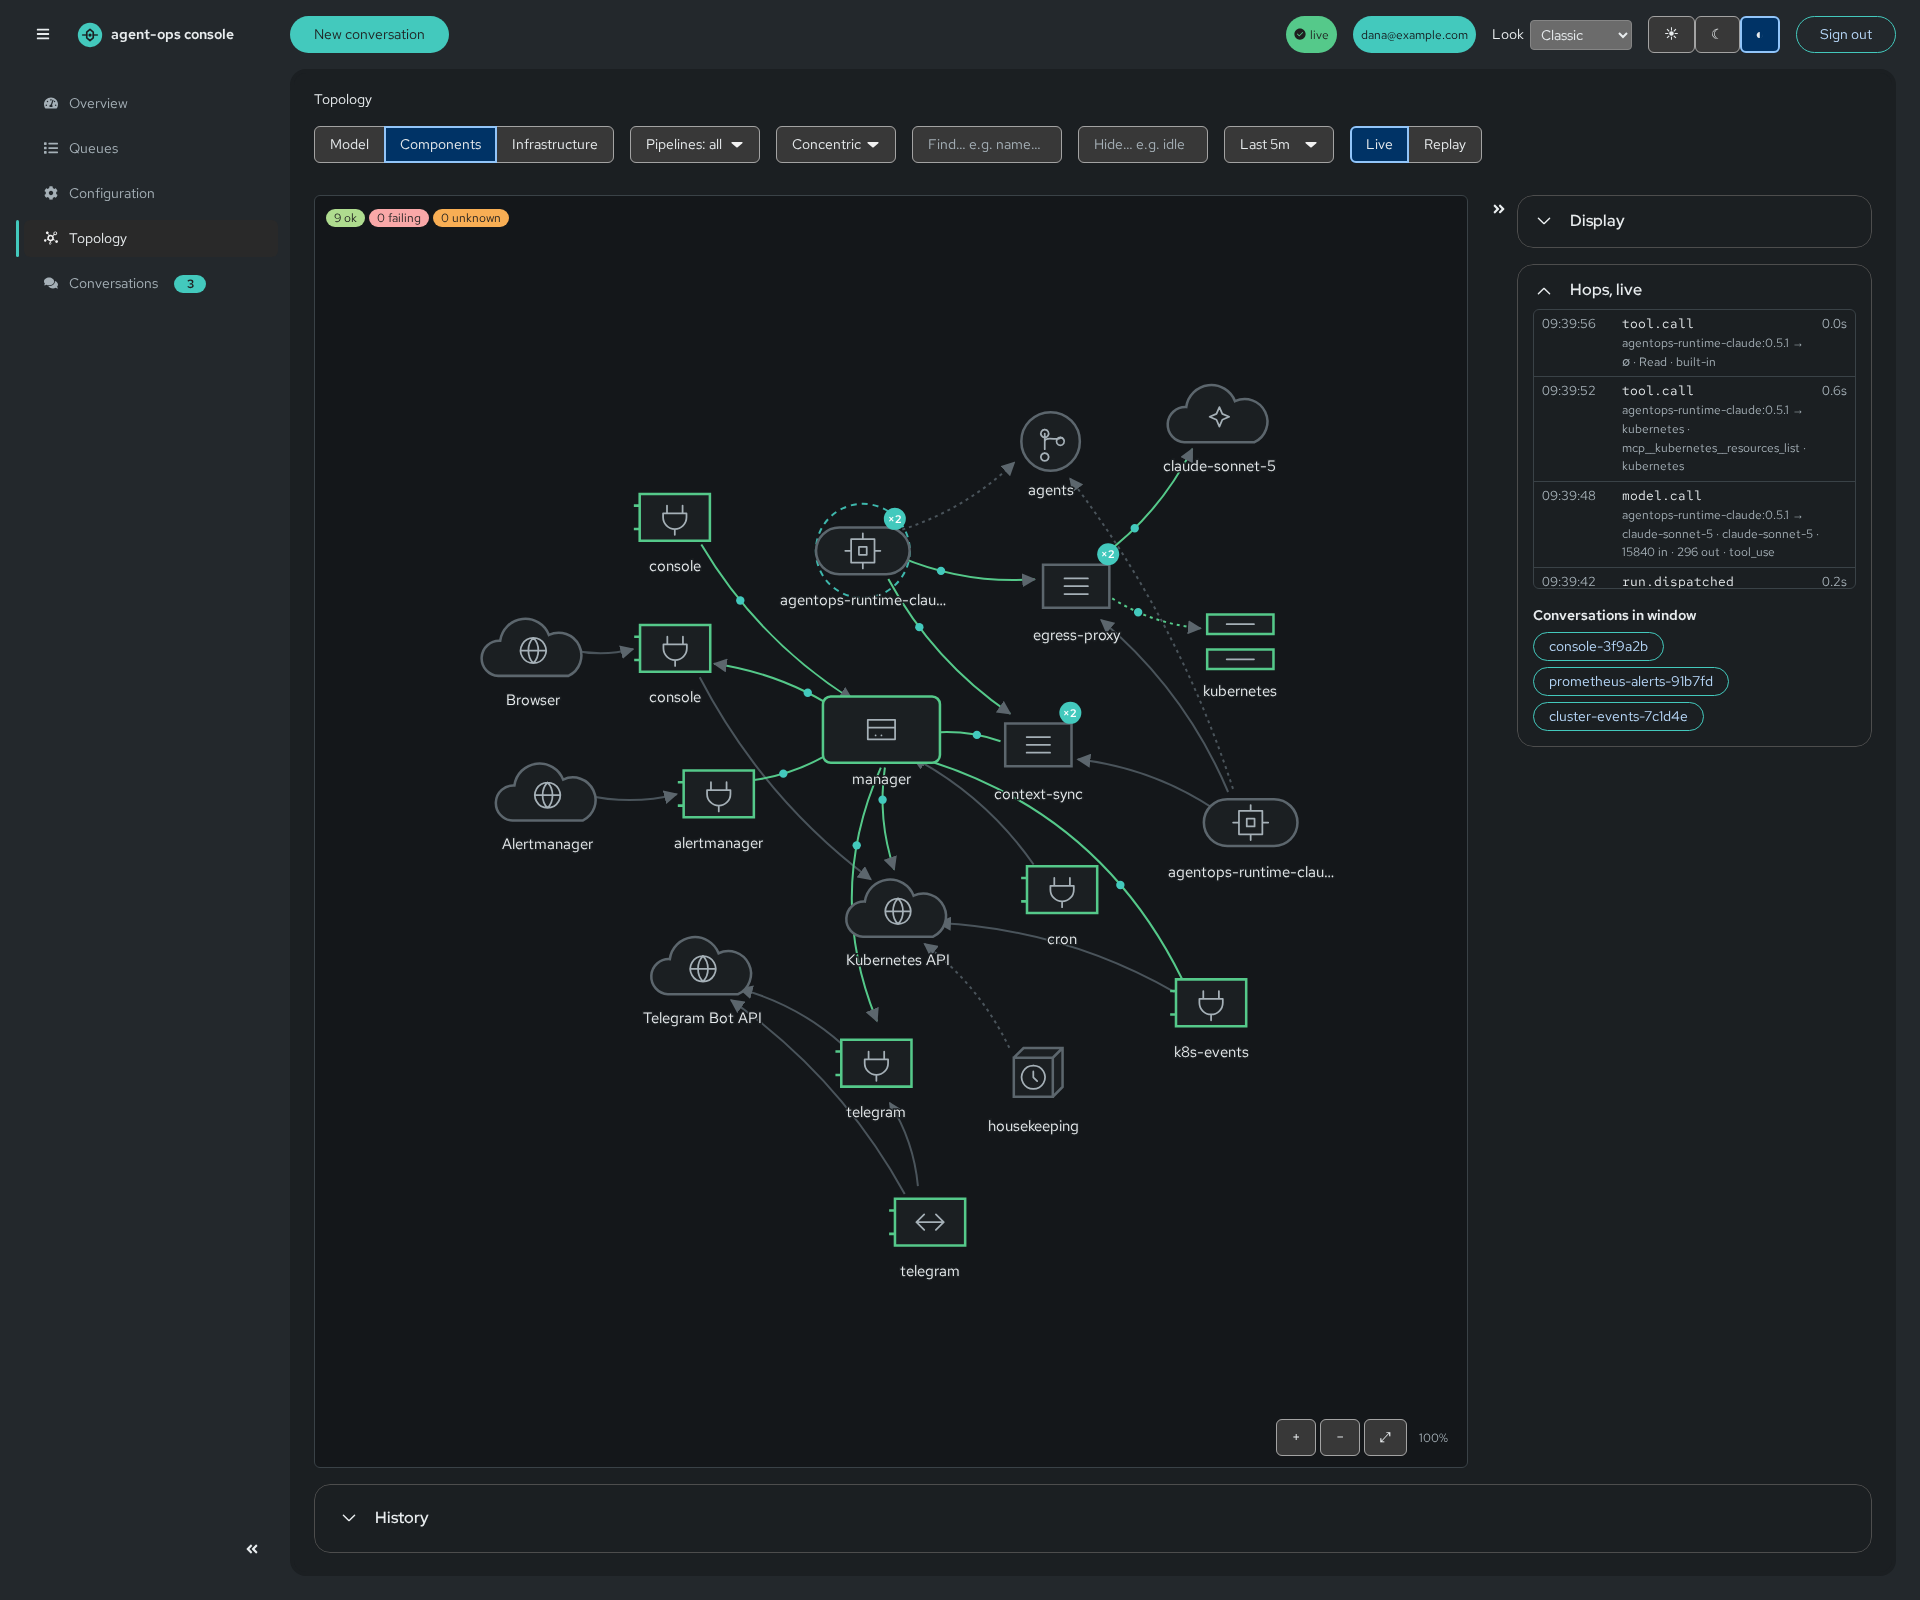 agent-ops console
New conversation
live
dana@example.com
Look
Classic
Sign out
Overview
Queues
Configuration
Topology
Conversations
3
Topology
Model
Components
Infrastructure
Pipelines: all
Concentric
Find... e.g. name...
Hide... e.g. idle
Last 5m
Live
Replay
9 ok
0 failing
0 unknown
claude-sonnet-5
agents
×2
console
agentops-runtime-clau...
×2
egress-proxy
Browser
console
kubernetes
×2
manager
context-sync
Alertmanager
alertmanager
agentops-runtime-clau...
cron
Kubernetes API
Telegram Bot API
k8s-events
telegram
housekeeping
telegram
+
−
100%
Display
Hops, live
09:39:56
tool.call
0.0s
agentops-runtime-claude:0.5.1 →
ø · Read · built-in
09:39:52
tool.call
0.6s
agentops-runtime-claude:0.5.1 →
kubernetes ·
mcp__kubernetes__resources_list ·
kubernetes
09:39:48
model.call
agentops-runtime-claude:0.5.1 →
claude-sonnet-5 · claude-sonnet-5 ·
15840 in · 296 out · tool_use
09:39:42
run.dispatched
0.2s
Conversations in window
console-3f9a2b
prometheus-alerts-91b7fd
cluster-events-7c1d4e
History